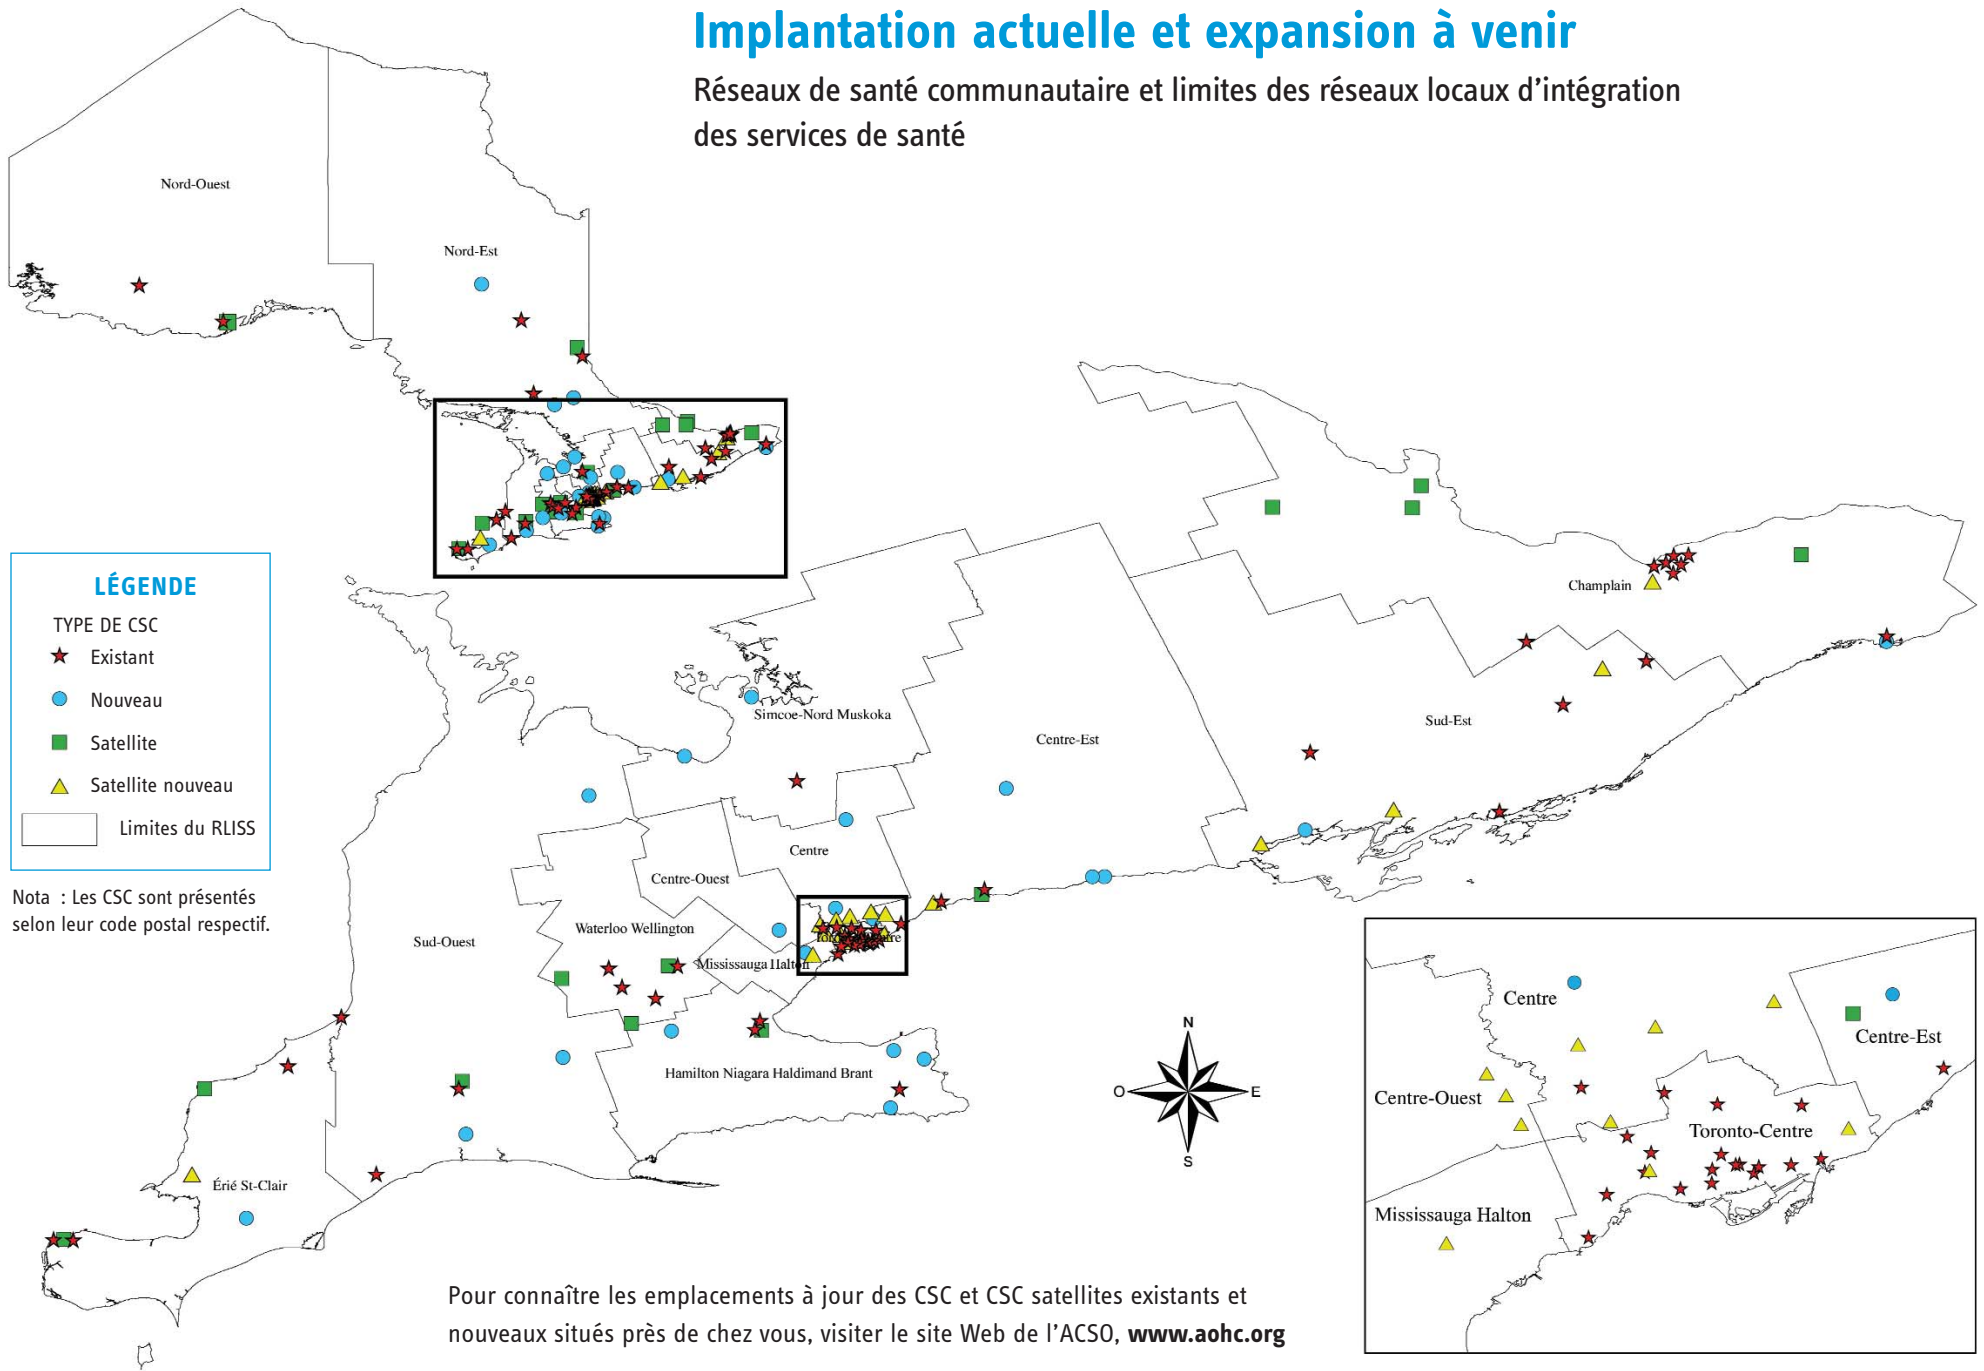 Implantation actuelle et expansion à venir
Réseaux de santé communautaire et limites des réseaux locaux d'intégration
des services de santé
Nord-Ouest
Nord-Est
LÉGENDE
TYPE DE CSC
Existant
Nouveau
Satellite
Satellite nouveau
Limites du RLISS
Nota : Les CSC sont présentés
selon leur code postal respectif.
Champlain
Simcoe-Nord Muskoka
Sud-Est
Centre-Est
Centre
Centre-Ouest
Waterloo Wellington
Sud-Ouest
Mississauga Halton
Hamilton Niagara Haldimand Brant
Érié St-Clair
N
O
E
S
Centre
Centre-Est
Centre-Ouest
Toronto-Centre
Mississauga Halton
Pour connaître les emplacements à jour des CSC et CSC satellites existants et
nouveaux situés près de chez vous, visiter le site Web de l'ACSO, www.aohc.org